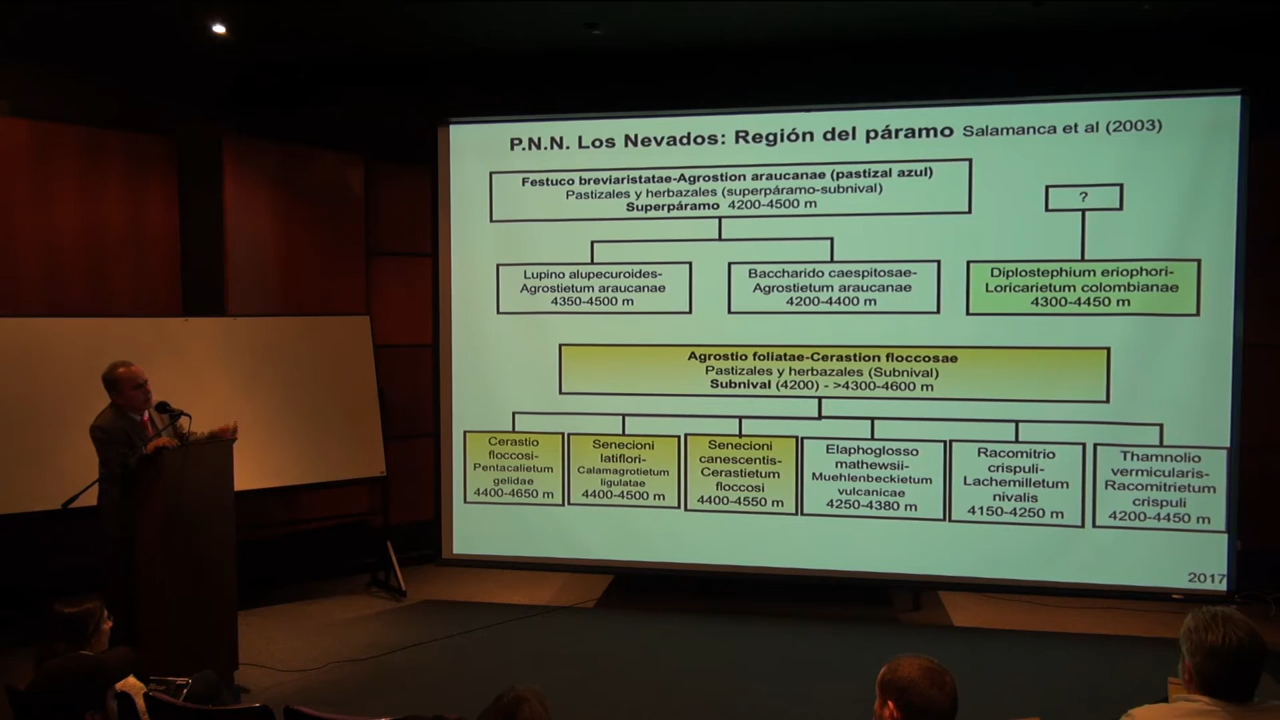 P.N.N. Los Nevados: Región del páramo Salamanca et al (2003)
Festuco breviaristatae-Agrostion araucanae (pastizal azul)
Pastizales y herbazales (superpáramo-subnival)
Superpáramo 4200-4500 m
?
Lupino alupecuroides-
Agrostietum araucanae
4350-4500 m
Baccharido caespitosae-
Agrostietum araucanae
4200-4400 m
Diplostephium eriophori-
Loricarietum colombianae
4300-4450 m
Agrostio foliatae-Cerastion floccosae
Pastizales y herbazales (Subnival)
Subnival (4200) - >4300-4600 m
Cerastio
floccosi-
Pentacalietum
gelidae
4400-4650 m
Senecioni
latiflori-
Calamagrotietum
ligulatae
4400-4500 m
Senecioni
canescentis-
Cerastietum
floccosi
4400-4550 m
Elaphoglosso
mathewsii-
Muehlenbeckietum
vulcanicae
4250-4380 m
Racomitrio
crispuli-
Lachemilletum
nivalis
4150-4250 m
Thamnolio
vermicularis-
Racomitrietum
crispuli
4200-4450 m
2017